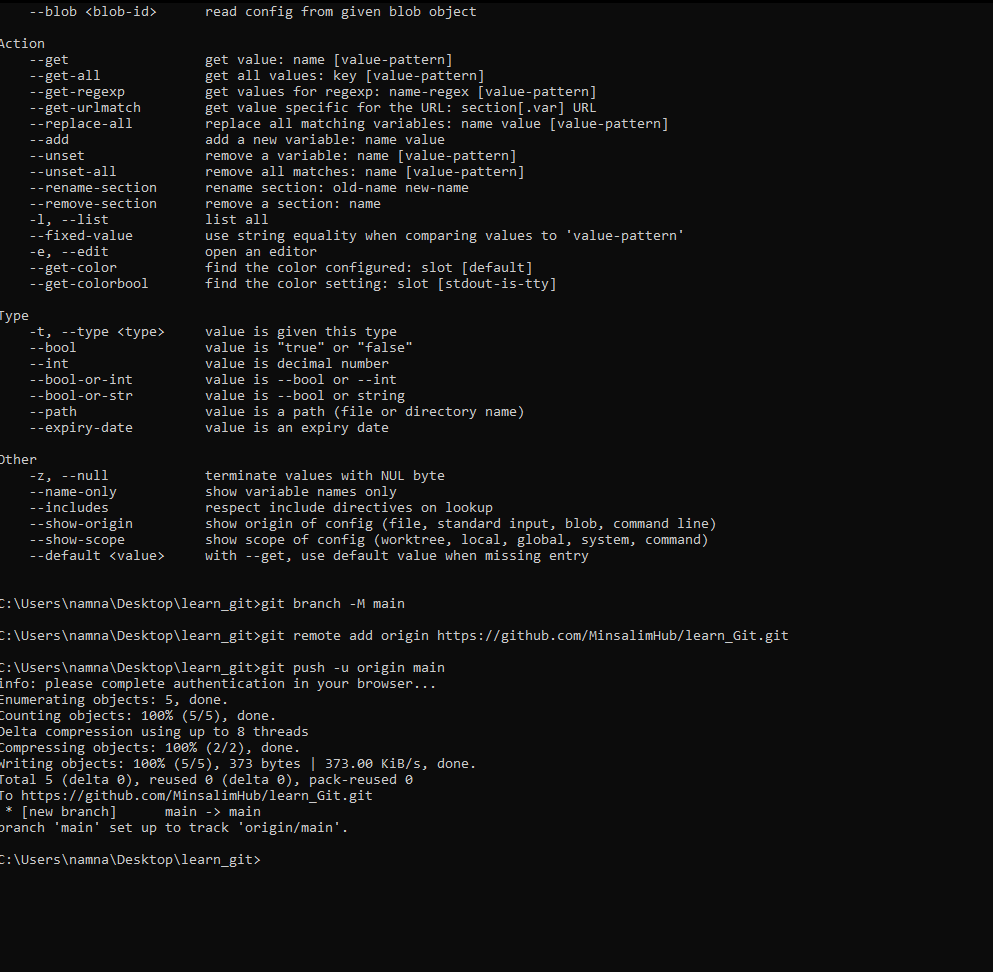 --blob <blob-id>      read config from given blob object
Action
--get                 get value: name [value-pattern]
--get-all             get all values: key [value-pattern]
--get-regexp          get values for regexp: name-regex [value-pattern]
--get-urlmatch        get value specific for the URL: section[.var] URL
--replace-all         replace all matching variables: name value [value-pattern]
--add                 add a new variable: name value
--unset               remove a variable: name [value-pattern]
--unset-all           remove all matches: name [value-pattern]
--rename-section      rename section: old-name new-name
--remove-section      remove a section: name
-l, --list            list all
--fixed-value         use string equality when comparing values to 'value-pattern'
-e, --edit            open an editor
--get-color           find the color configured: slot [default]
--get-colorbool       find the color setting: slot [stdout-is-tty]
Type
-t, --type <type>     value is given this type
--bool                value is "true" or "false"
--int                 value is decimal number
--bool-or-int         value is --bool or --int
--bool-or-str         value is --bool or string
--path                value is a path (file or directory name)
--expiry-date         value is an expiry date
Other
-z, --null            terminate values with NUL byte
--name-only           show variable names only
--includes            respect include directives on lookup
--show-origin         show origin of config (file, standard input, blob, command line)
--show-scope          show scope of config (worktree, local, global, system, command)
--default <value>     with --get, use default value when missing entry
C:\Users\namna\Desktop\learn_git>git branch -M main
C:\Users\namna\Desktop\learn_git>git remote add origin https://github.com/MinsalimHub/learn_Git.git
C:\Users\namna\Desktop\learn_git>git push -u origin main
info: please complete authentication in your browser...
Enumerating objects: 5, done.
Counting objects: 100% (5/5), done.
Delta compression using up to 8 threads
Compressing objects: 100% (2/2), done.
Writing objects: 100% (5/5), 373 bytes | 373.00 KiB/s, done.
Total 5 (delta 0), reused 0 (delta 0), pack-reused 0
To https://github.com/MinsalimHub/learn_Git.git
* [new branch]      main -> main
branch 'main' set up to track 'origin/main'.
C:\Users\namna\Desktop\learn_git>